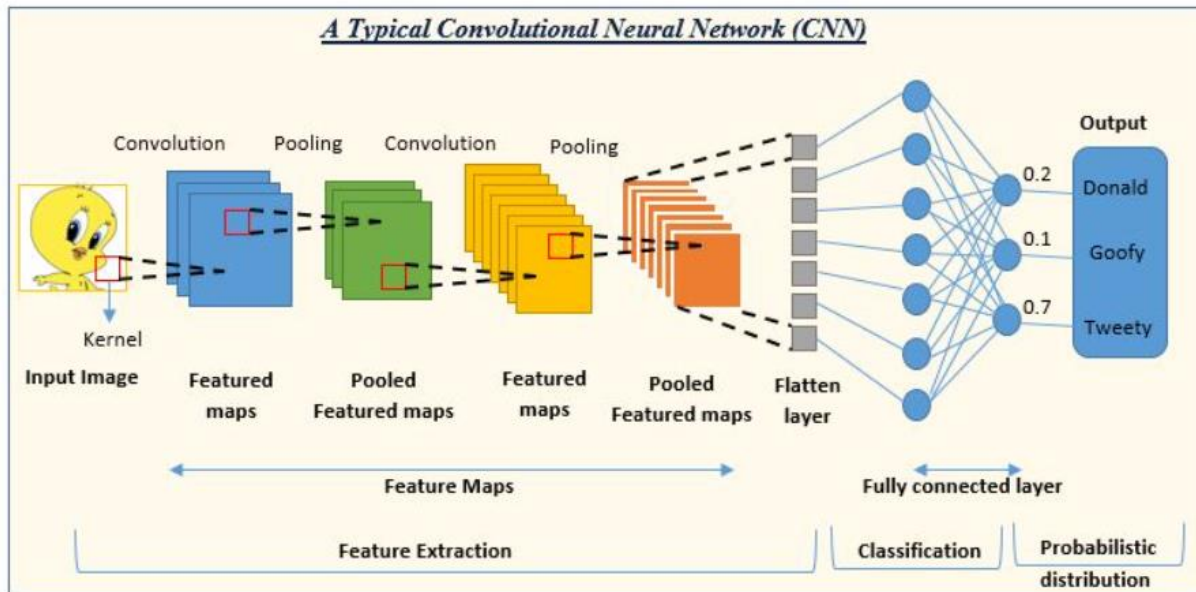 A Typical Convolutional Neural Network (CNN)
Convolution
Pooling
Convolution
Pooling
Kernel
Input Image
Featured
maps
Pooled
Featured maps
Featured
maps
Pooled
Featured maps
Flatten
layer
Output
0.2
Donald
0.1
Goofy
0.7
Tweety
Feature Maps
Fully connected layer
Feature Extraction
Classification
Probabilistic
distribution